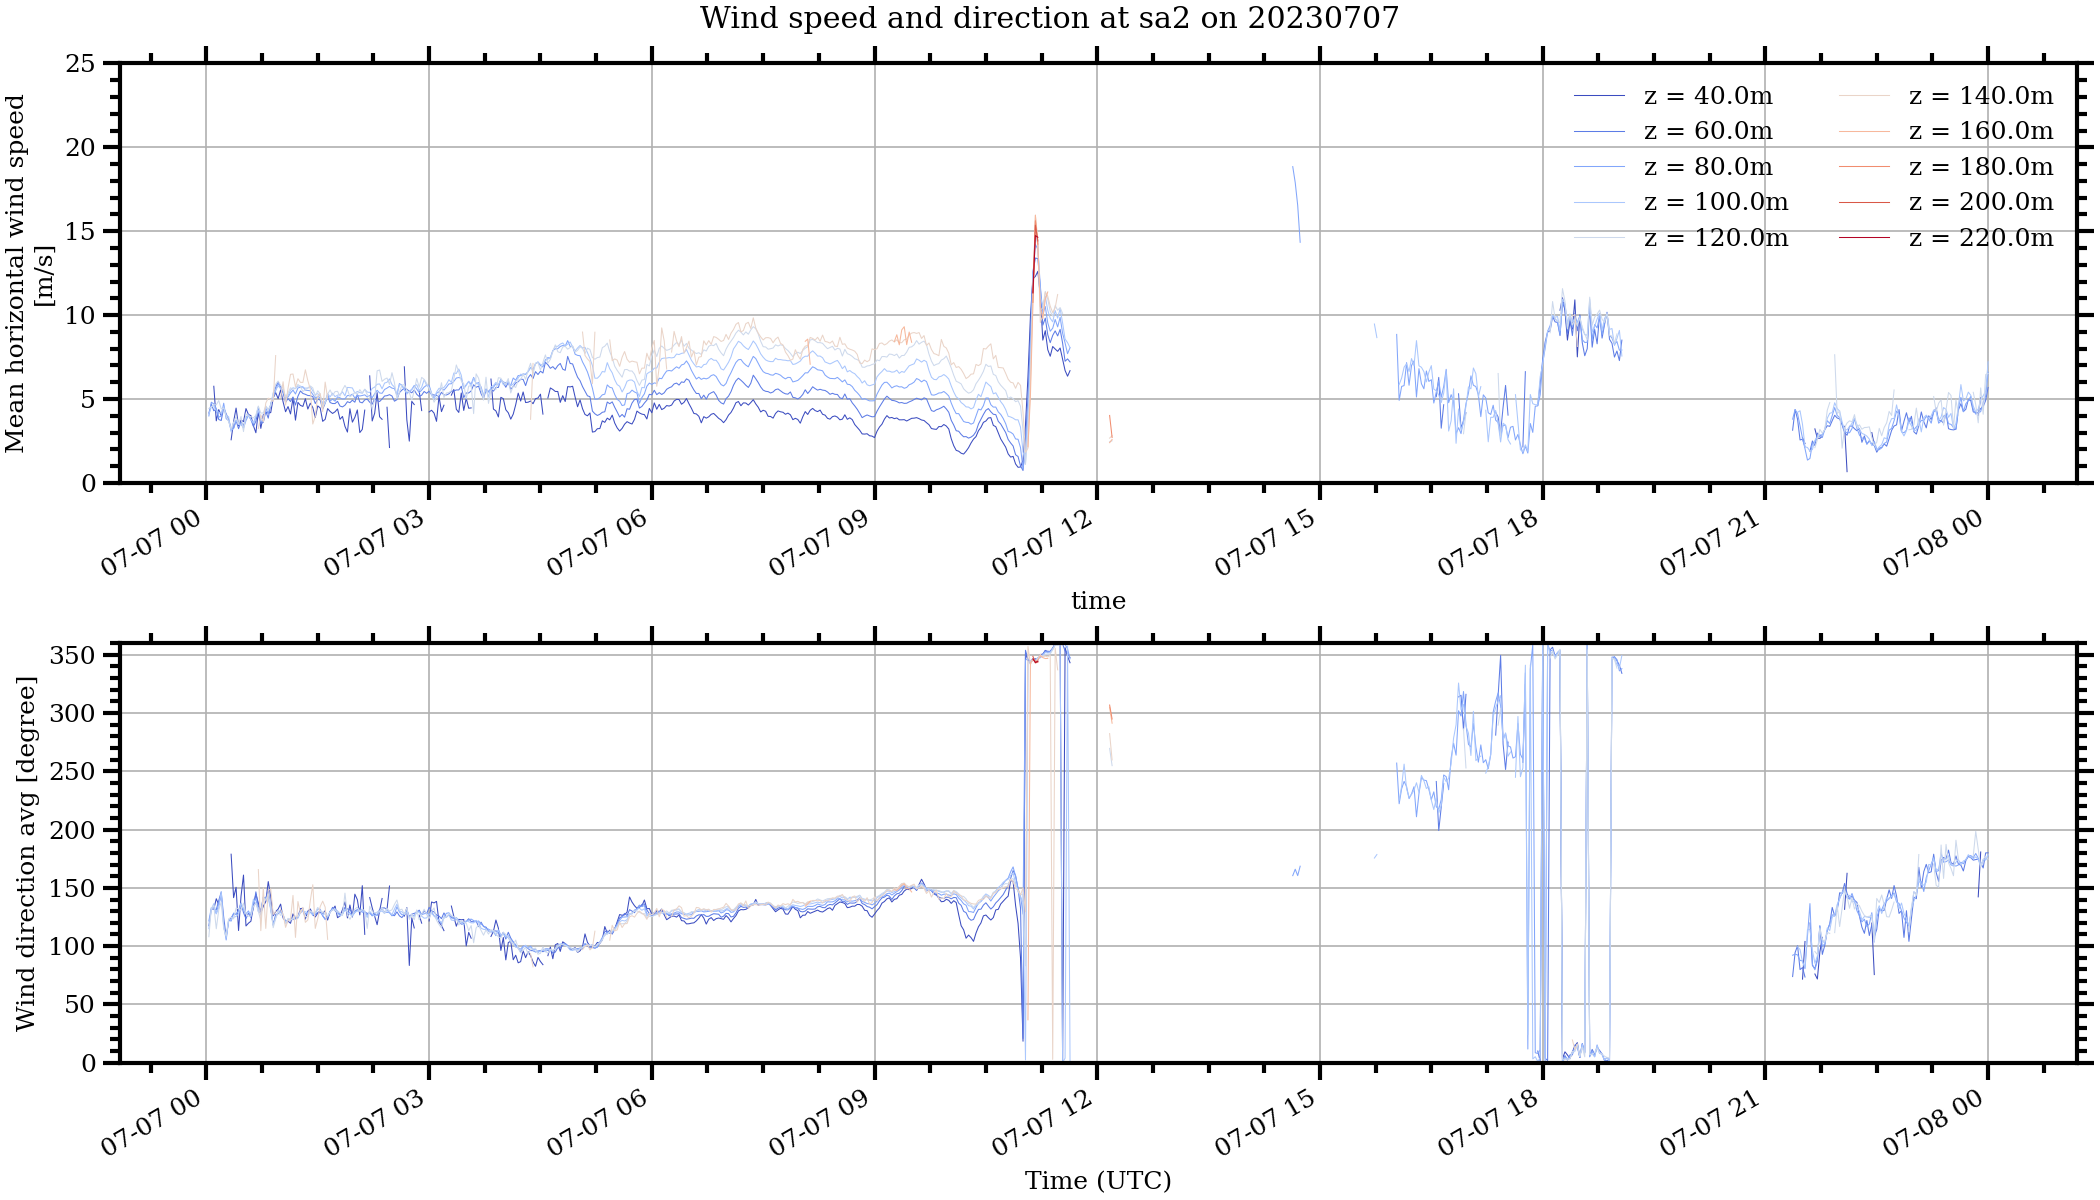 Wind speed and direction at sa2 on 20230707
Mean horizontal wind speed
[m/s]
25
20
15
10
5
0
z = 40.0m
z = 60.0m
z = 80.0m
z = 100.0m
z = 120.0m
z = 140.0m
z = 160.0m
z = 180.0m
z = 200.0m
z = 220.0m
07-07 00
07-07 03
07-07 06
07-07 09
07-07 12
07-07 15
07-07 18
07-07 21
07-08 00
time
Wind direction avg [degree]
350
300
250
200
150
100
50
0
07-07 00
07-07 03
07-07 06
07-07 09
07-07 12
07-07 15
07-07 18
07-07 21
07-08 00
Time (UTC)